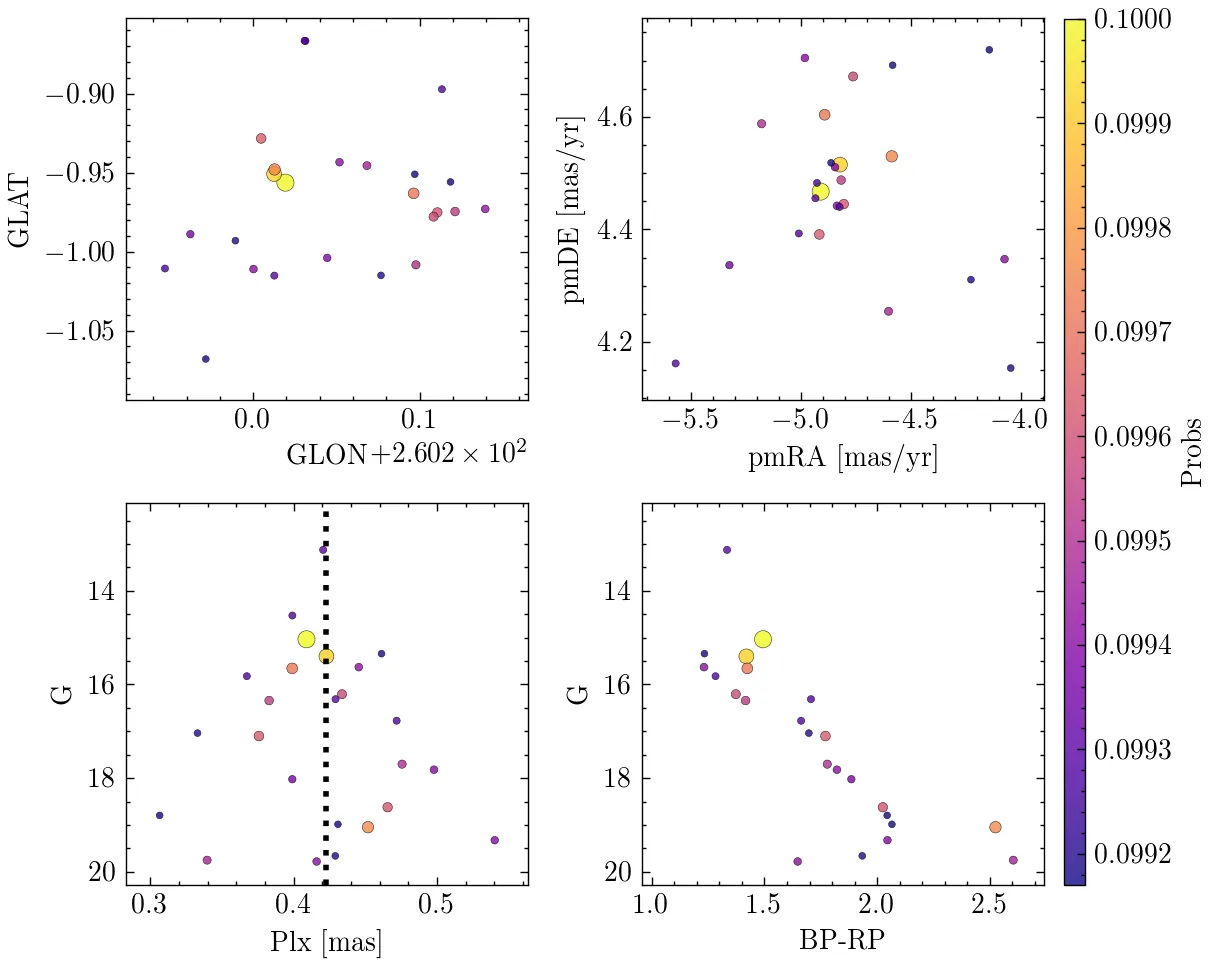 −0.90
−0.95
−1.00
−1.05
GLAT
0.0 0.1
GLON+2.602 × 10²
4.6
4.4
4.2
pmDE [mas/yr]
−5.5 −5.0 −4.5 −4.0
pmRA [mas/yr]
14
16
18
20
G
0.3 0.4 0.5
Plx [mas]
14
16
18
20
G
1.0 1.5 2.0 2.5
BP-RP
0.1000
0.0999
0.0998
0.0997
0.0996
0.0995
0.0994
0.0993
0.0992
Probs